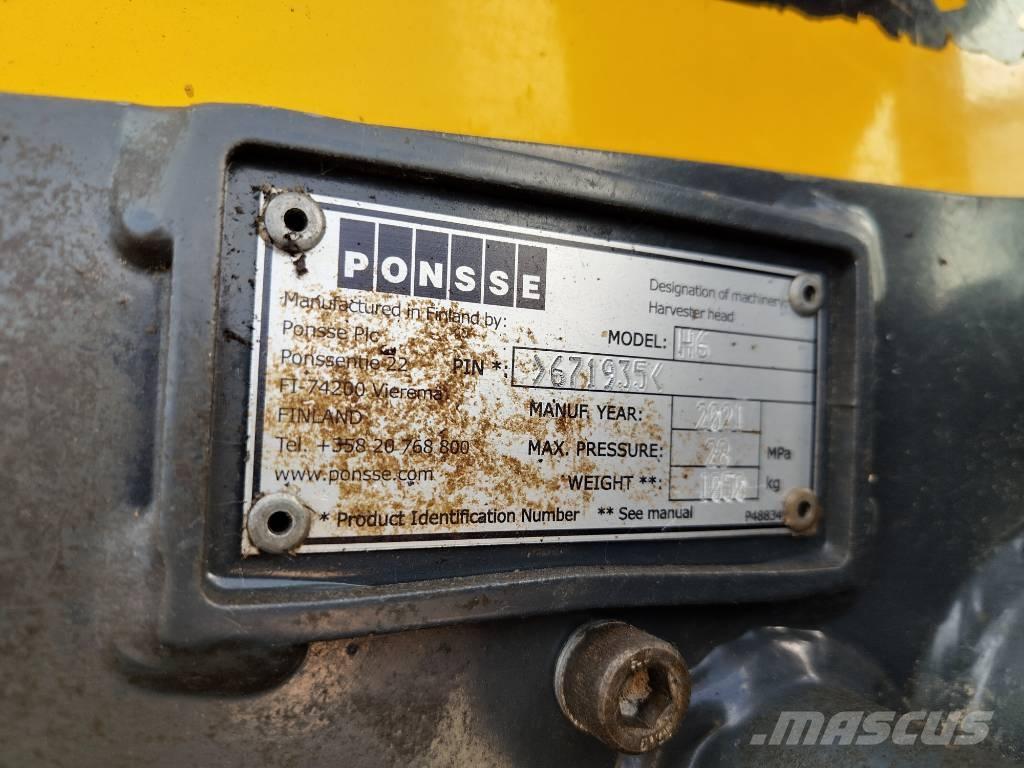 PONSSE
Designation of machinery:
Harvester head
Manufactured in Finland by:
Ponsse Plc
Ponssentie 22
FI-74200 Vieremä
FINLAND
Tel. +358 20 768 800
www.ponsse.com
MODEL: H6
PIN *: >671935<
MANUF. YEAR: 2021
MAX. PRESSURE: 28 MPa
WEIGHT **: kg
* Product Identification Number ** See manual
MASCUS